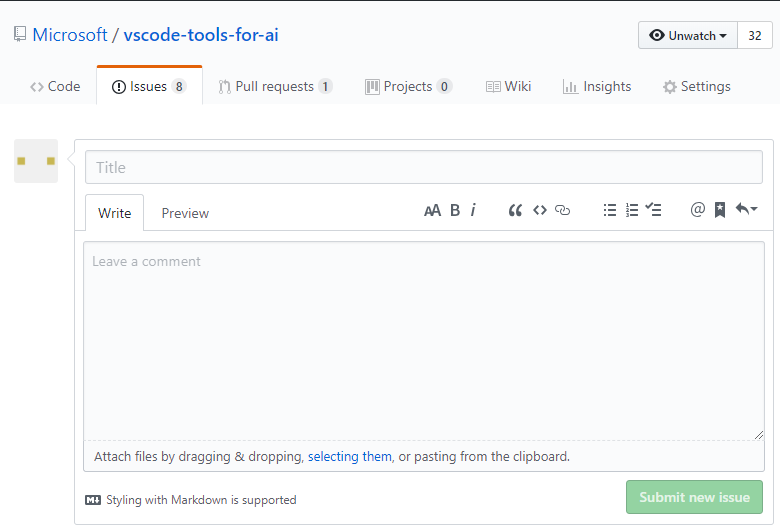 Microsoft / vscode-tools-for-ai
Unwatch 32
Code Issues 8 Pull requests 1 Projects 0 Wiki Insights Settings
Title
Write Preview AA B i @
Leave a comment
Attach files by dragging & dropping, selecting them, or pasting from the clipboard.
Styling with Markdown is supported
Submit new issue